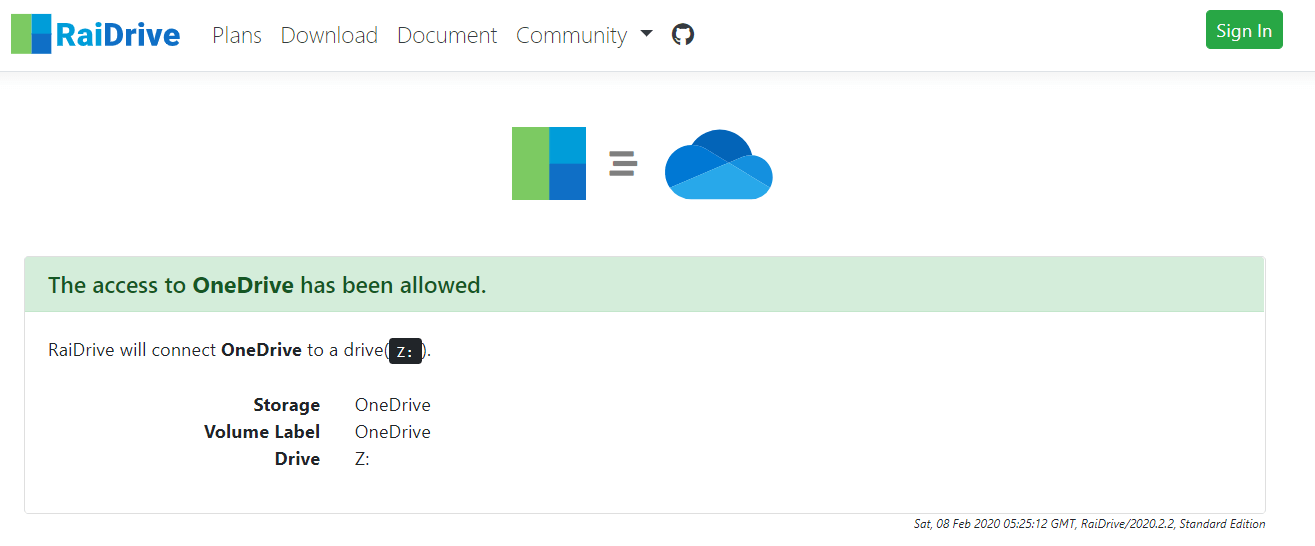 RaiDrive Plans Download Document Community Sign In
The access to OneDrive has been allowed.
RaiDrive will connect OneDrive to a drive(Z:).
Storage OneDrive
Volume Label OneDrive
Drive Z:
Sat, 08 Feb 2020 05:25:12 GMT, RaiDrive/2020.2.2, Standard Edition